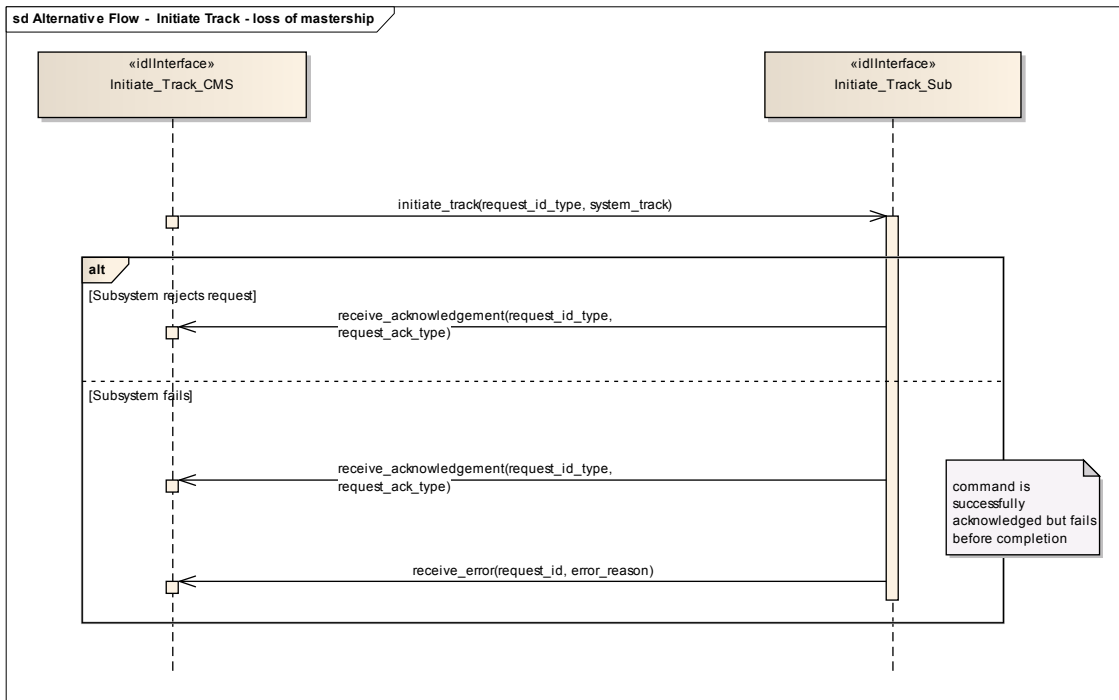 sd Alternative Flow - Initiate Track - loss of mastership
«idlInterface»
Initiate_Track_CMS
«idlInterface»
Initiate_Track_Sub
initiate_track(request_id_type, system_track)
alt
[Subsystem rejects request]
receive_acknowledgement(request_id_type,
request_ack_type)
[Subsystem fails]
receive_acknowledgement(request_id_type,
request_ack_type)
command is
successfully
acknowledged but fails
before completion
receive_error(request_id, error_reason)